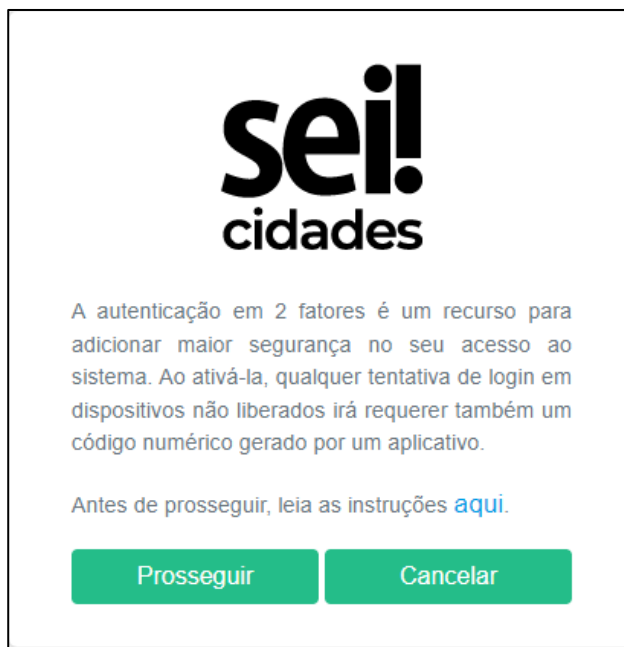 sei!
cidades
A autenticação em 2 fatores é um recurso para
adicionar maior segurança no seu acesso ao
sistema. Ao ativá-la, qualquer tentativa de login em
dispositivos não liberados irá requerer também um
código numérico gerado por um aplicativo.
Antes de prosseguir, leia as instruções aqui.
Prosseguir
Cancelar